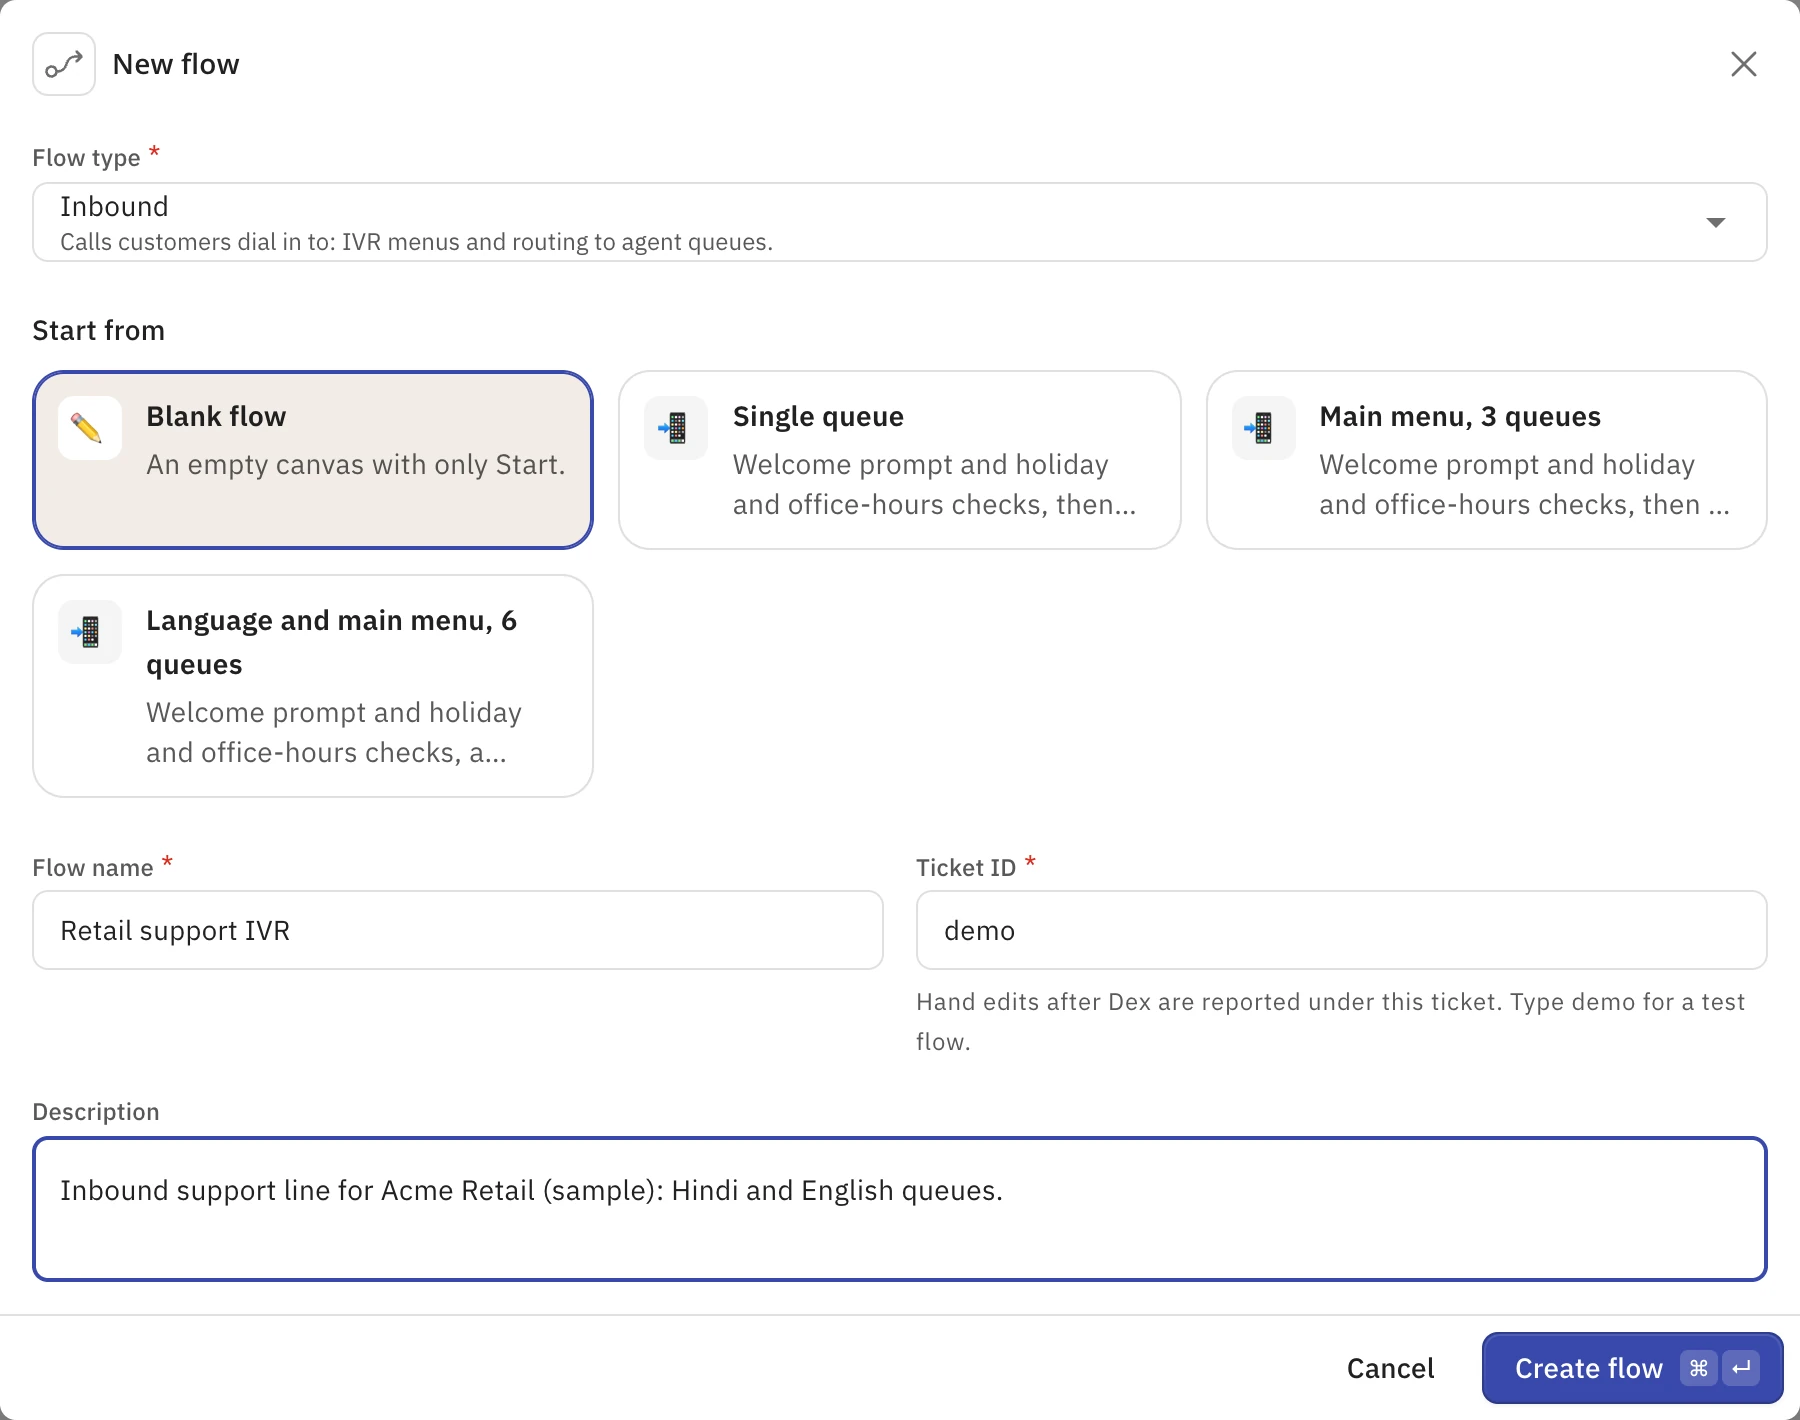 New flow
Flow type *
Inbound
Calls customers dial in to: IVR menus and routing to agent queues.
Start from
Blank flow
An empty canvas with only Start.
Single queue
Welcome prompt and holiday
and office-hours checks, then...
Main menu, 3 queues
Welcome prompt and holiday
and office-hours checks, then ...
Language and main menu, 6
queues
Welcome prompt and holiday
and office-hours checks, a...
Flow name *
Retail support IVR
Ticket ID *
demo
Hand edits after Dex are reported under this ticket. Type demo for a test
flow.
Description
Inbound support line for Acme Retail (sample): Hindi and English queues.
Cancel
Create flow ⌘ ↵